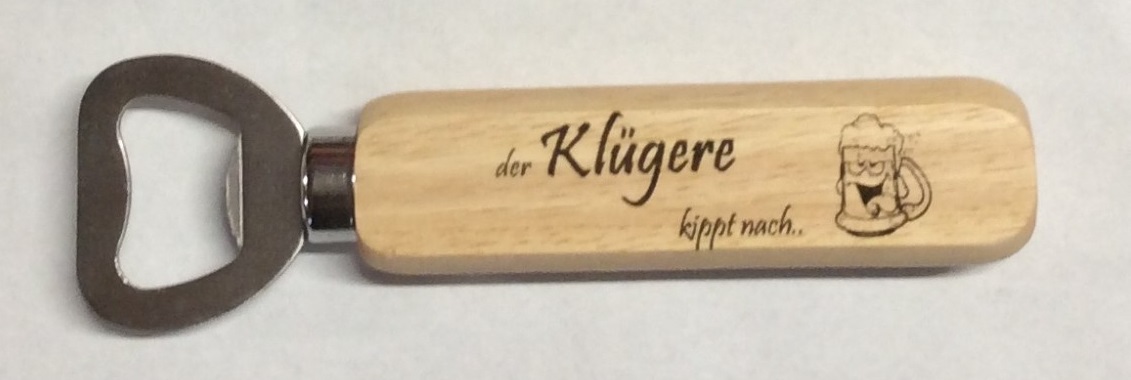 der Klügere
kippt nach..